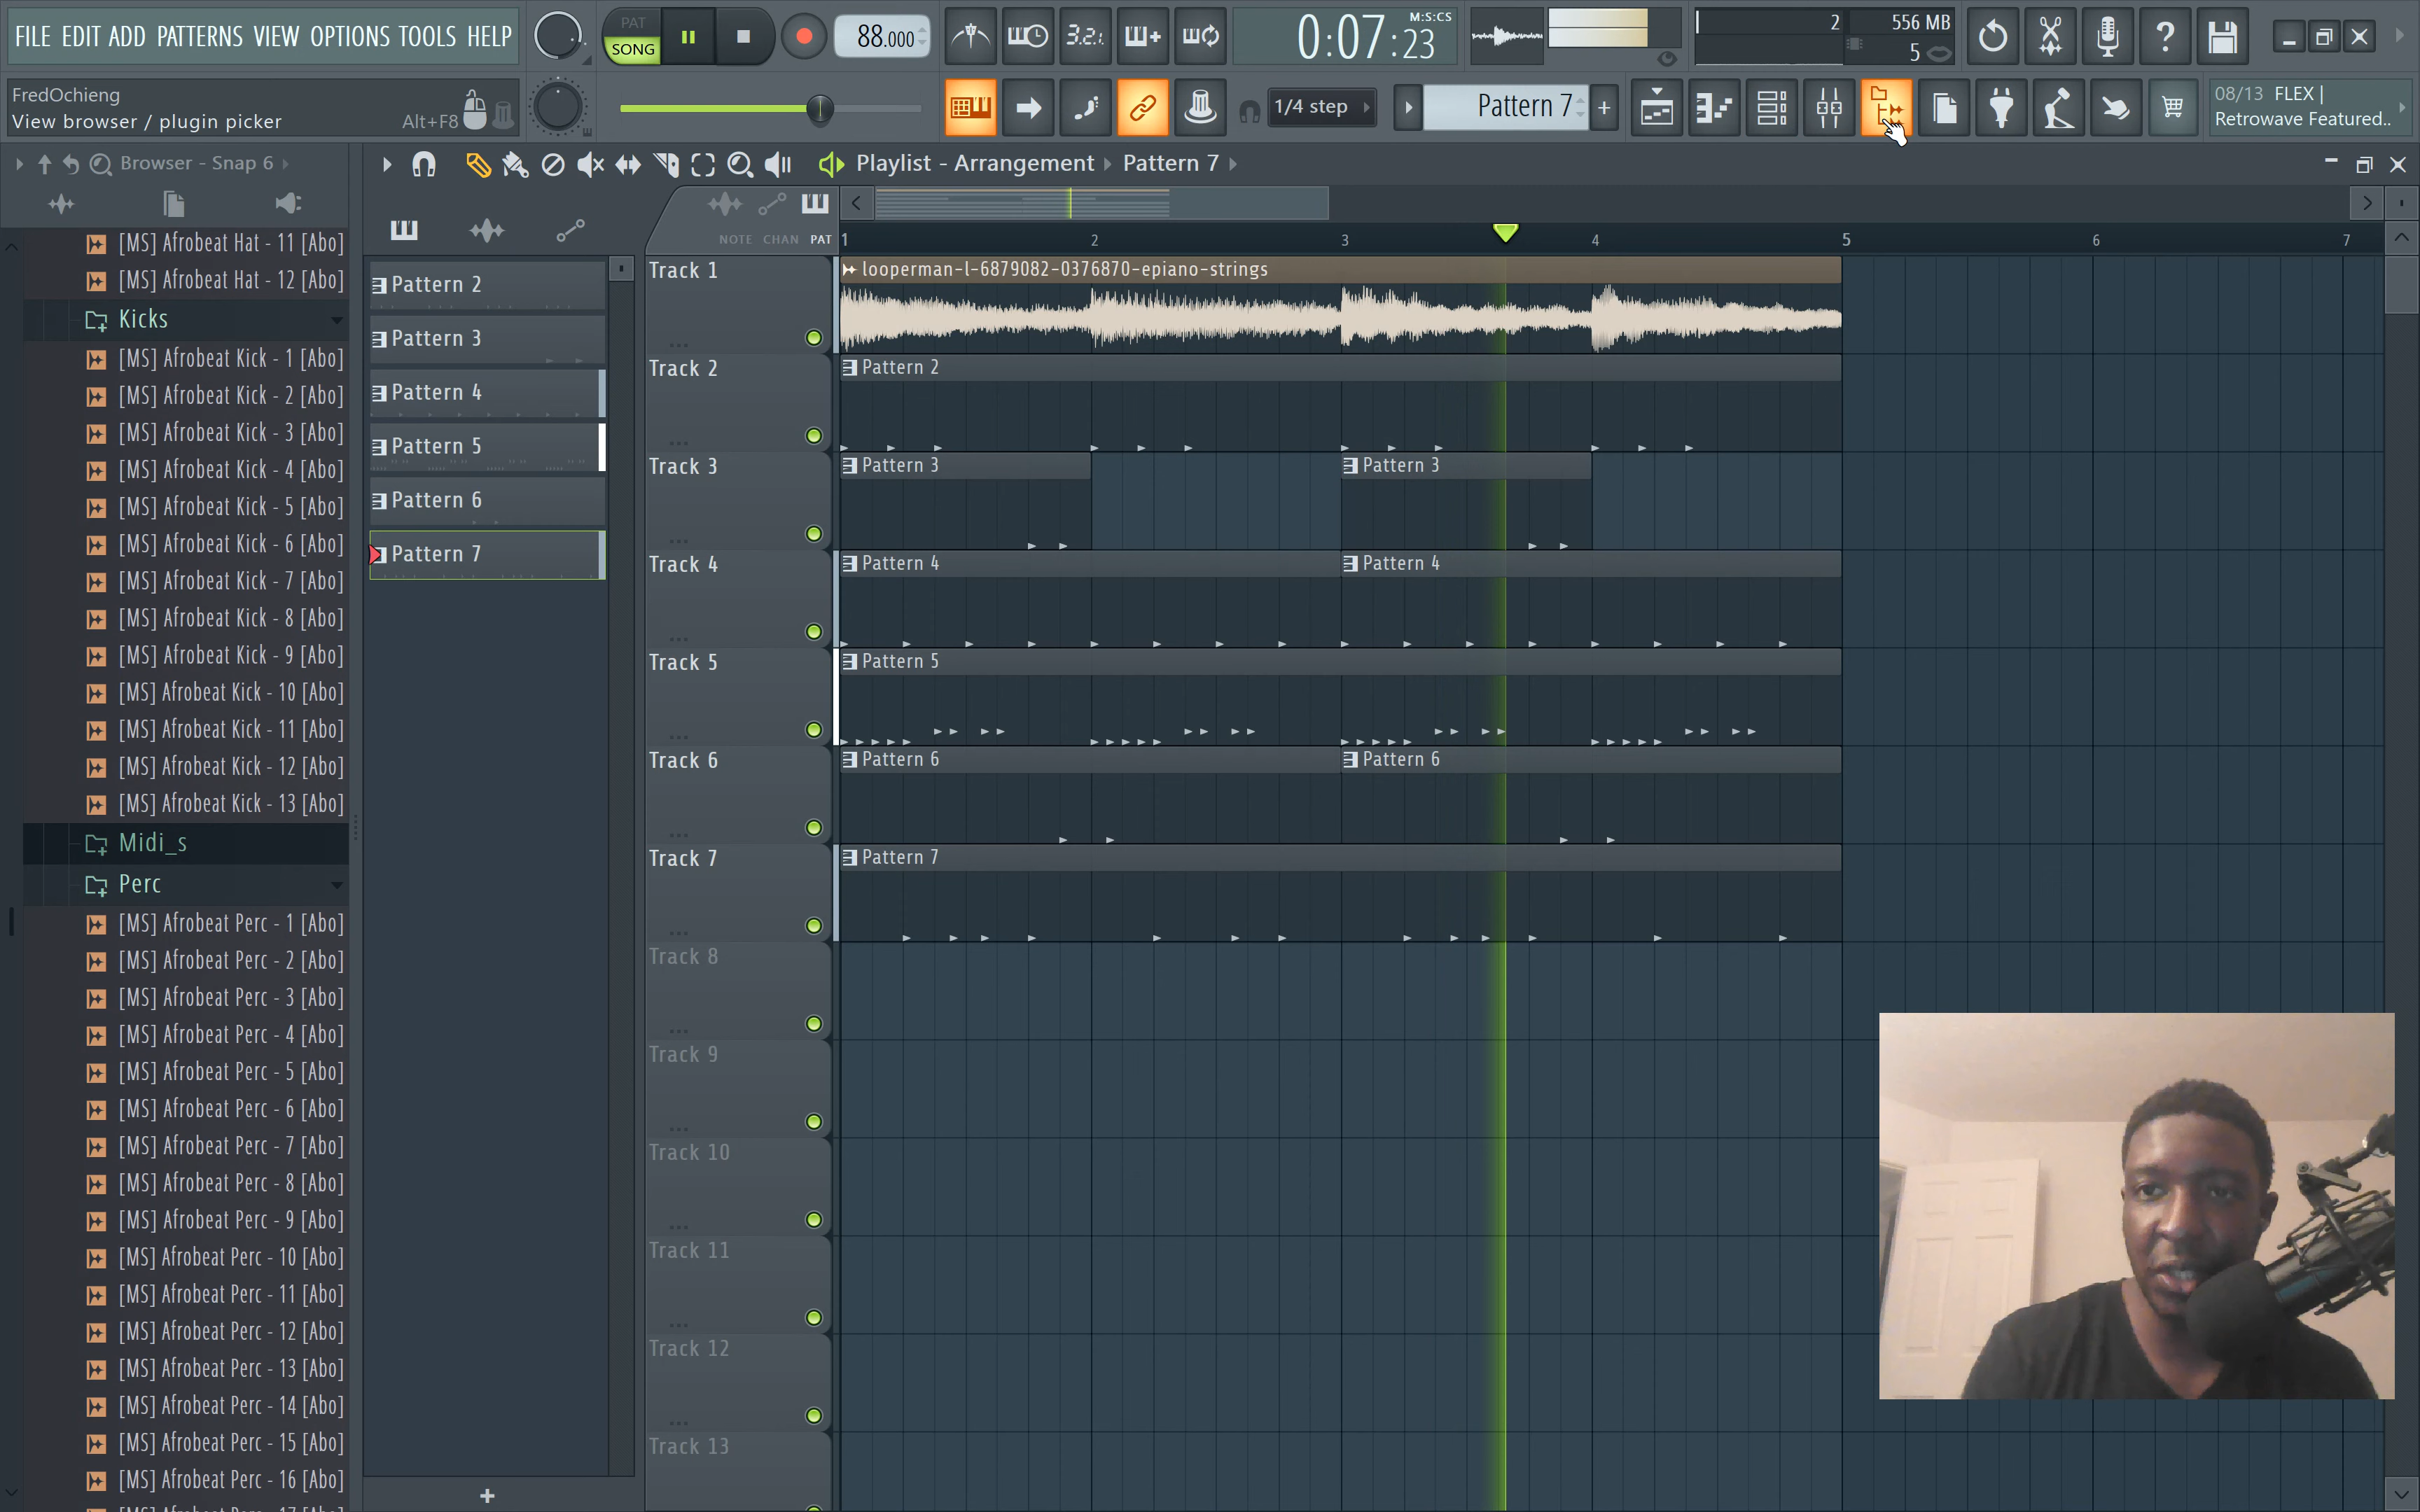 FILE EDIT ADD PATTERNS VIEW OPTIONS TOOLS HELP
PAT
SONG
88.000
3.2.
M:S:CS
0:07:23
2
556 MB
5
?
FredOchieng
View browser / plugin picker
Alt+F8
1/4 step
Pattern 7
+
08/13 FLEX |
Retrowave Featured..
Browser - Snap 6
Playlist - Arrangement
Pattern 7
NOTE CHAN PAT
1
2
3
4
5
6
7
[MS] Afrobeat Hat - 11 [Abo]
[MS] Afrobeat Hat - 12 [Abo]
Kicks
[MS] Afrobeat Kick - 1 [Abo]
[MS] Afrobeat Kick - 2 [Abo]
[MS] Afrobeat Kick - 3 [Abo]
[MS] Afrobeat Kick - 4 [Abo]
[MS] Afrobeat Kick - 5 [Abo]
[MS] Afrobeat Kick - 6 [Abo]
[MS] Afrobeat Kick - 7 [Abo]
[MS] Afrobeat Kick - 8 [Abo]
[MS] Afrobeat Kick - 9 [Abo]
[MS] Afrobeat Kick - 10 [Abo]
[MS] Afrobeat Kick - 11 [Abo]
[MS] Afrobeat Kick - 12 [Abo]
[MS] Afrobeat Kick - 13 [Abo]
Midi_s
Perc
[MS] Afrobeat Perc - 1 [Abo]
[MS] Afrobeat Perc - 2 [Abo]
[MS] Afrobeat Perc - 3 [Abo]
[MS] Afrobeat Perc - 4 [Abo]
[MS] Afrobeat Perc - 5 [Abo]
[MS] Afrobeat Perc - 6 [Abo]
[MS] Afrobeat Perc - 7 [Abo]
[MS] Afrobeat Perc - 8 [Abo]
[MS] Afrobeat Perc - 9 [Abo]
[MS] Afrobeat Perc - 10 [Abo]
[MS] Afrobeat Perc - 11 [Abo]
[MS] Afrobeat Perc - 12 [Abo]
[MS] Afrobeat Perc - 13 [Abo]
[MS] Afrobeat Perc - 14 [Abo]
[MS] Afrobeat Perc - 15 [Abo]
[MS] Afrobeat Perc - 16 [Abo]
Pattern 2
Pattern 3
Pattern 4
Pattern 5
Pattern 6
Pattern 7
+
Track 1
looperman-l-6879082-0376870-epiano-strings
Track 2
Pattern 2
Track 3
Pattern 3
Pattern 3
Track 4
Pattern 4
Pattern 4
Track 5
Pattern 5
Track 6
Pattern 6
Pattern 6
Track 7
Pattern 7
Track 8
Track 9
Track 10
Track 11
Track 12
Track 13